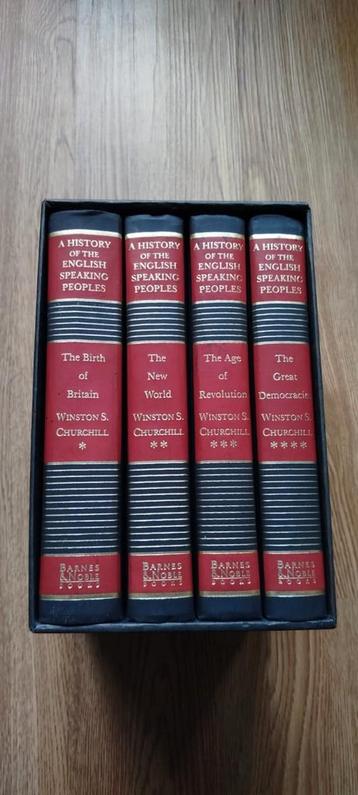 A HISTORY
OF THE
ENGLISH
SPEAKING
PEOPLES
The Birth
of
Britain
WINSTON S.
CHURCHILL
*
BARNES
& NOBLE
BOOKS
A HISTORY
OF THE
ENGLISH
SPEAKING
PEOPLES
The
New
World
WINSTON S.
CHURCHILL
**
BARNES
& NOBLE
BOOKS
A HISTORY
OF THE
ENGLISH
SPEAKING
PEOPLES
The Age
of
Revolution
WINSTON S.
CHURCHILL
***
BARNES
& NOBLE
BOOKS
A HISTORY
OF THE
ENGLISH
SPEAKING
PEOPLES
The
Great
Democracies
WINSTON S.
CHURCHILL
****
BARNES
& NOBLE
BOOKS